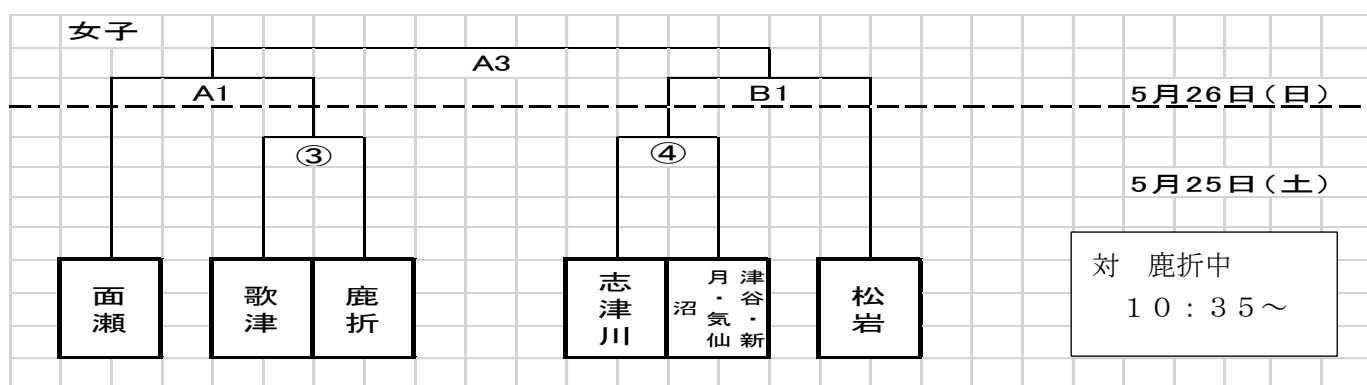 女子
A3
A1
B1
5月26日(日)
③
④
5月25日(土)
面瀬
歌津
鹿折
志津川
津谷・新月・気仙沼
松岩
対　鹿折中
１０：３５～